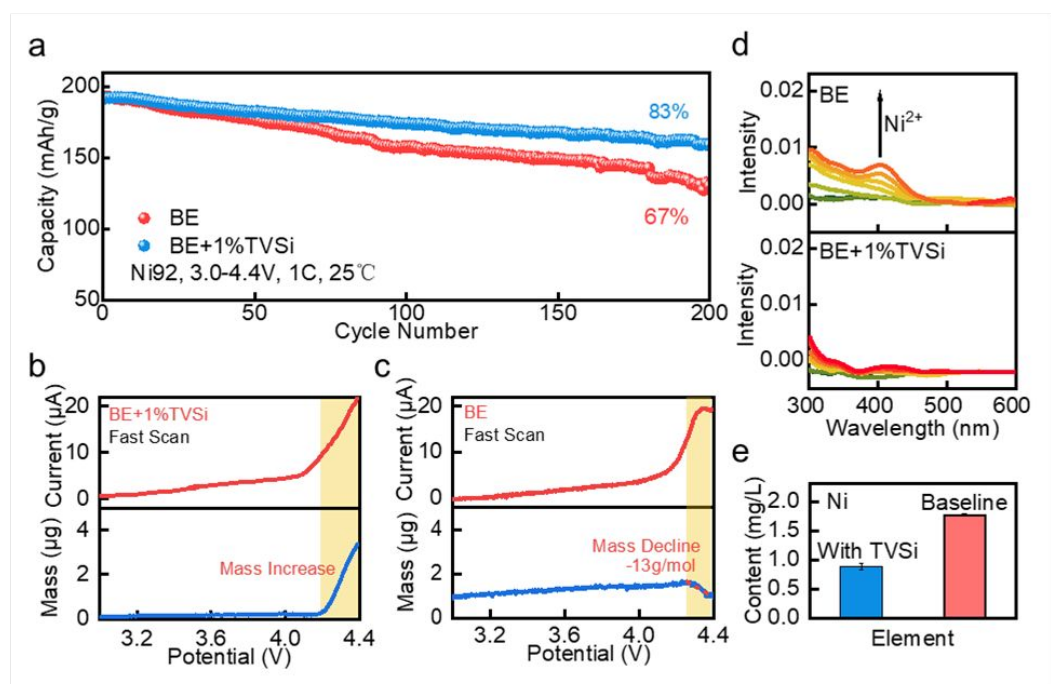 a
200
150
100
50
Capacity (mAh/g)
83%
67%
BE
BE+1%TVSi
Ni92, 3.0-4.4V, 1C, 25℃
0
50
100
150
200
Cycle Number
b
20
10
0
Current (µA)
BE+1%TVSi
Fast Scan
4
2
0
Mass (µg)
Mass Increase
3.2
3.6
4.0
4.4
Potential (V)
c
20
10
0
Current (µA)
BE
Fast Scan
4
2
0
Mass (µg)
Mass Decline
-13g/mol
3.2
3.6
4.0
4.4
Potential (V)
d
0.02
0.01
0.00
Intensity
BE
Ni²⁺
0.02
0.01
0.00
Intensity
BE+1%TVSi
300
400
500
600
Wavelength (nm)
e
2.0
1.5
1.0
0.5
0.0
Content (mg/L)
Ni
Baseline
With TVSi
Element